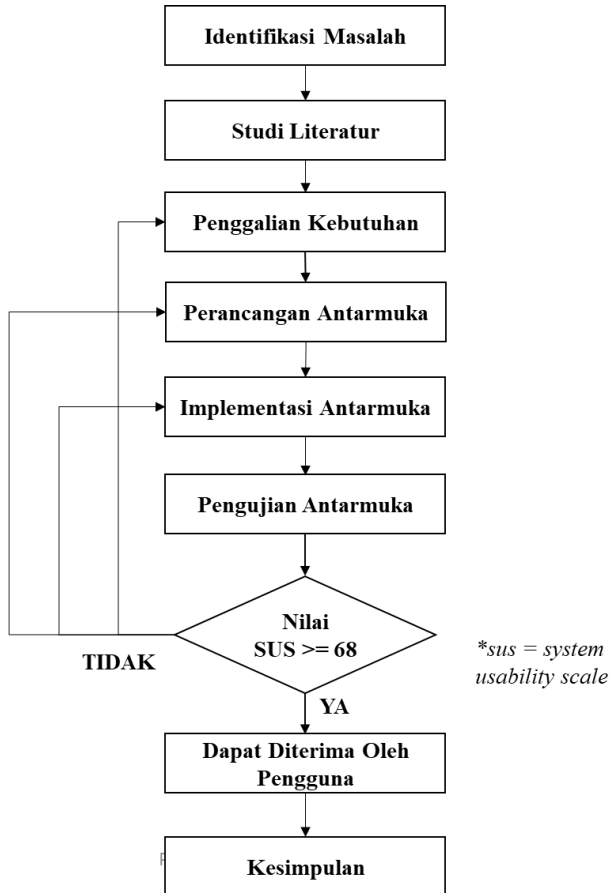 Identifikasi Masalah
Studi Literatur
Penggalian Kebutuhan
Perancangan Antarmuka
Implementasi Antarmuka
Pengujian Antarmuka
Nilai
SUS >= 68
TIDAK
*sus = system
usability scale
YA
Dapat Diterima Oleh
Pengguna
Kesimpulan